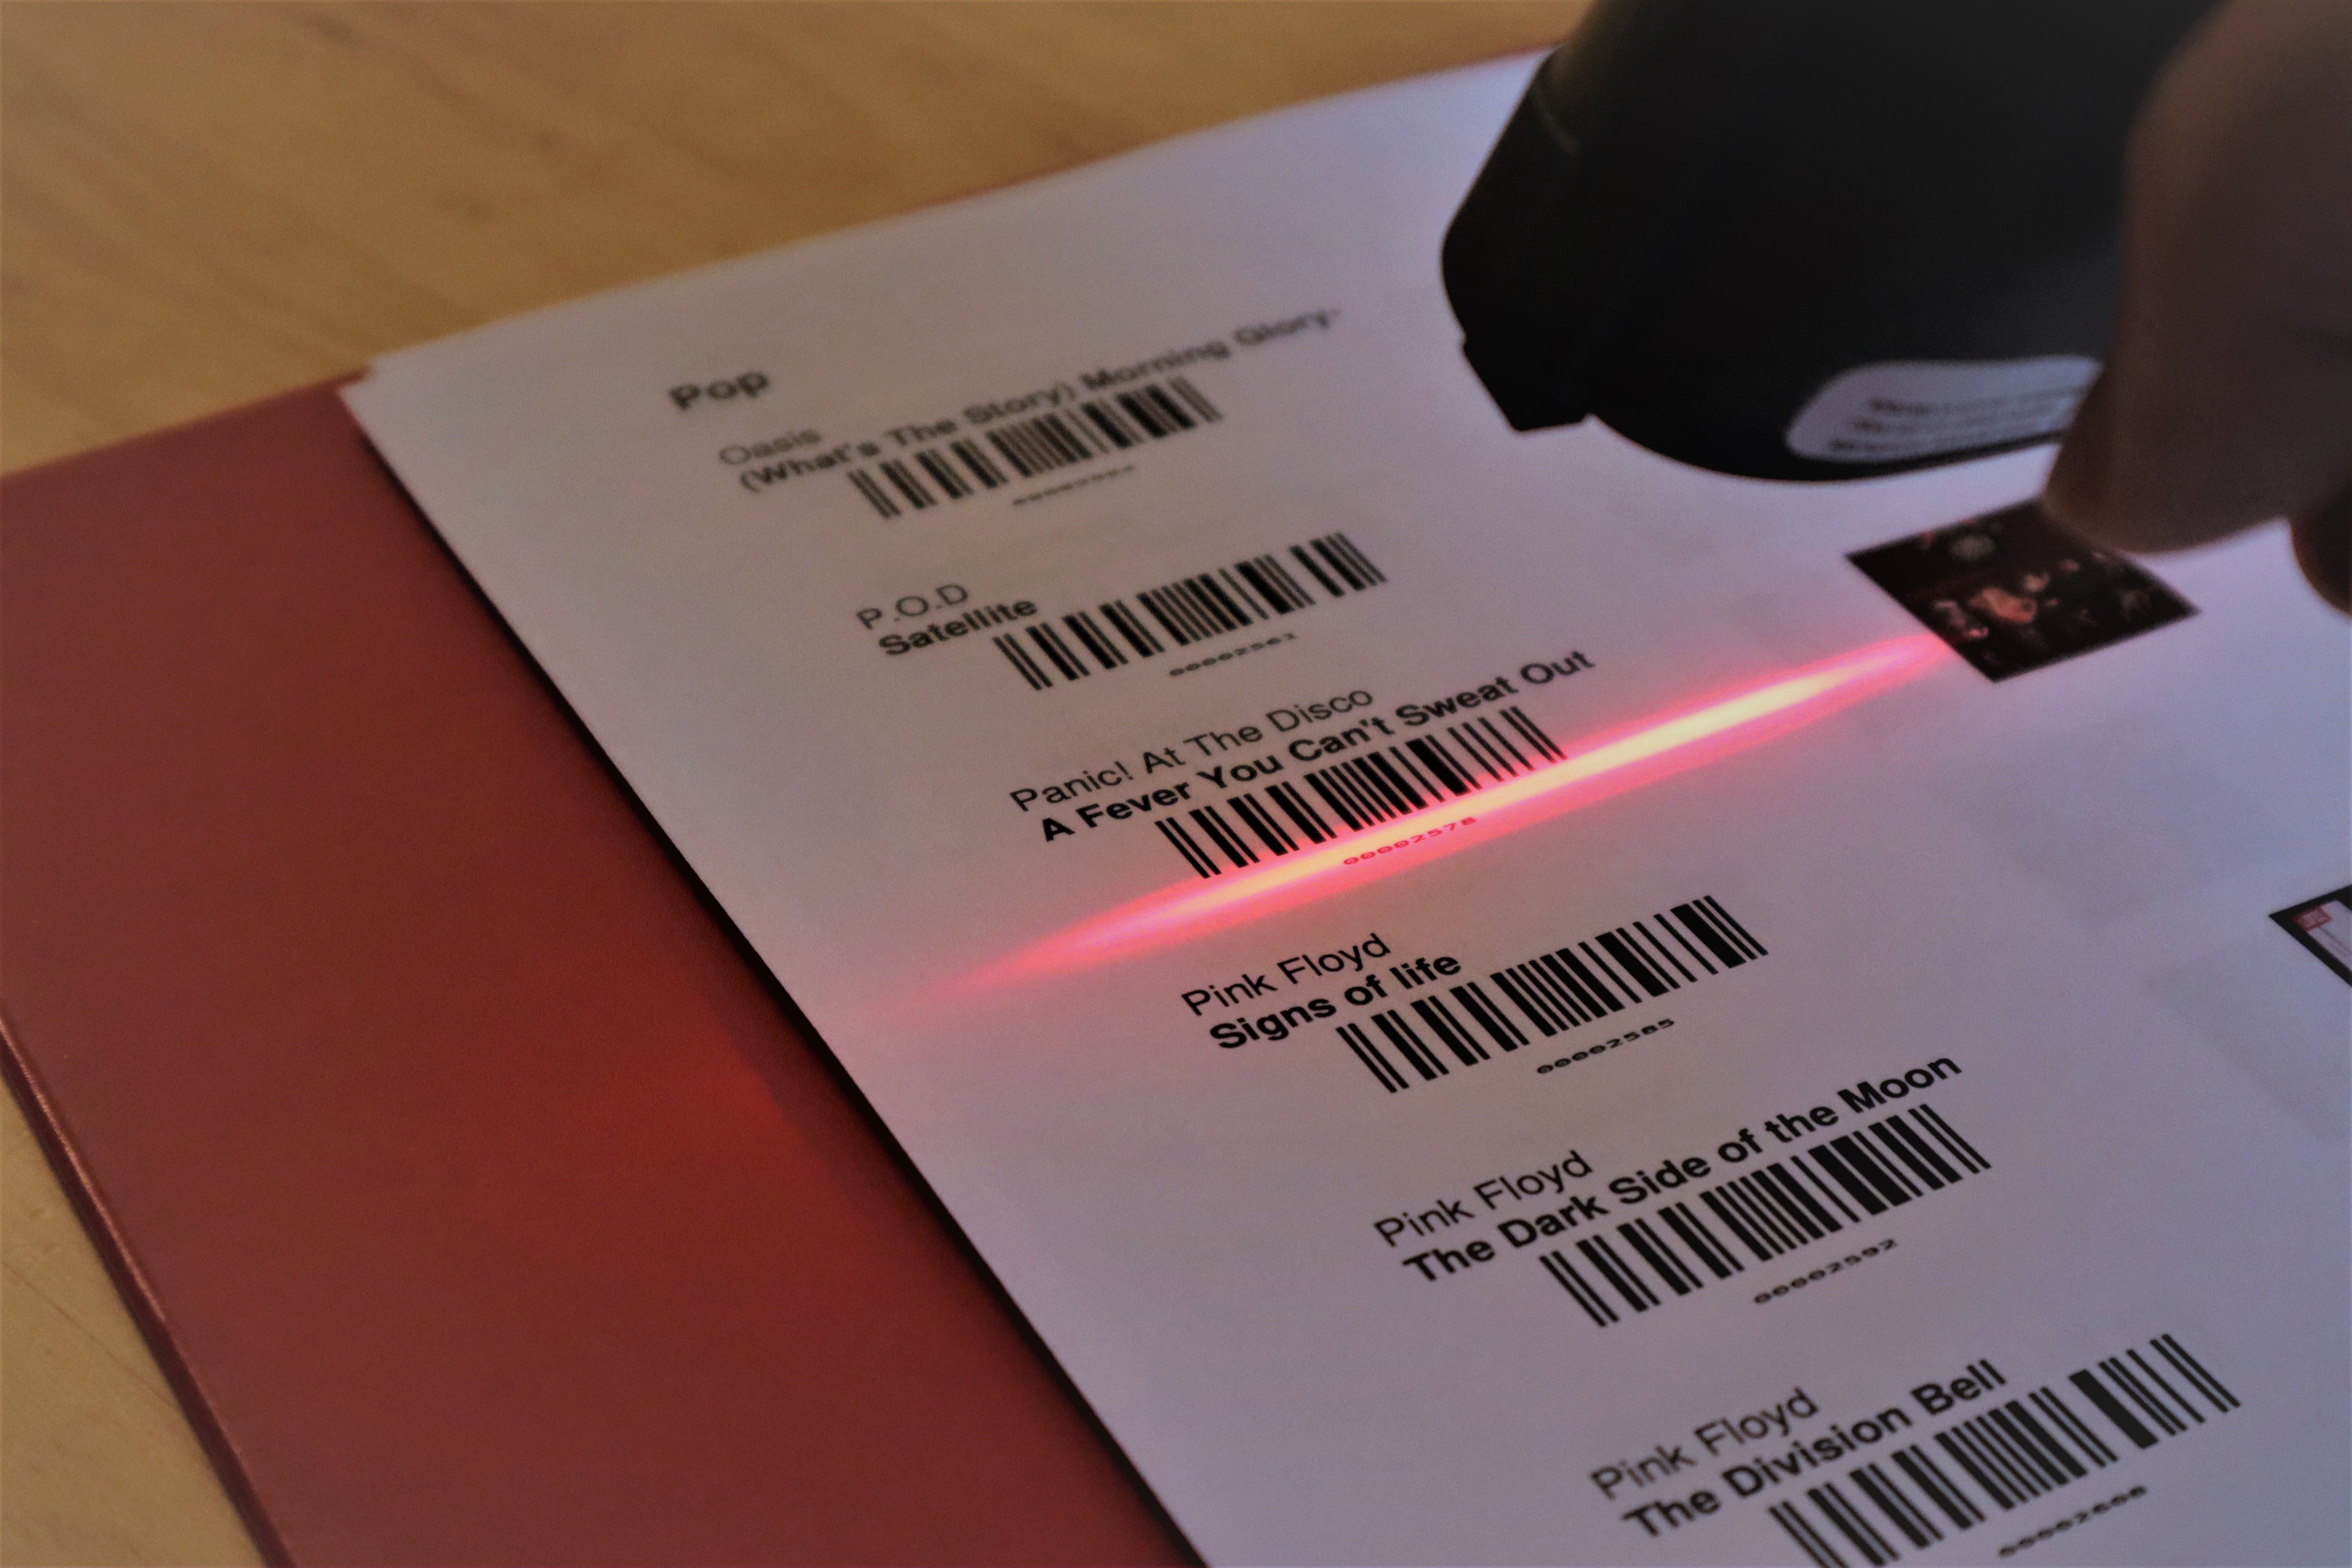 Pop
Oasis
(What's The Story) Morning Glory-
P.O.D
Satellite
00002561
Panic! At The Disco
A Fever You Can't Sweat Out
00002578
Pink Floyd
Signs of life
00002585
Pink Floyd
The Dark Side of the Moon
00002592
Pink Floyd
The Division Bell
00002608